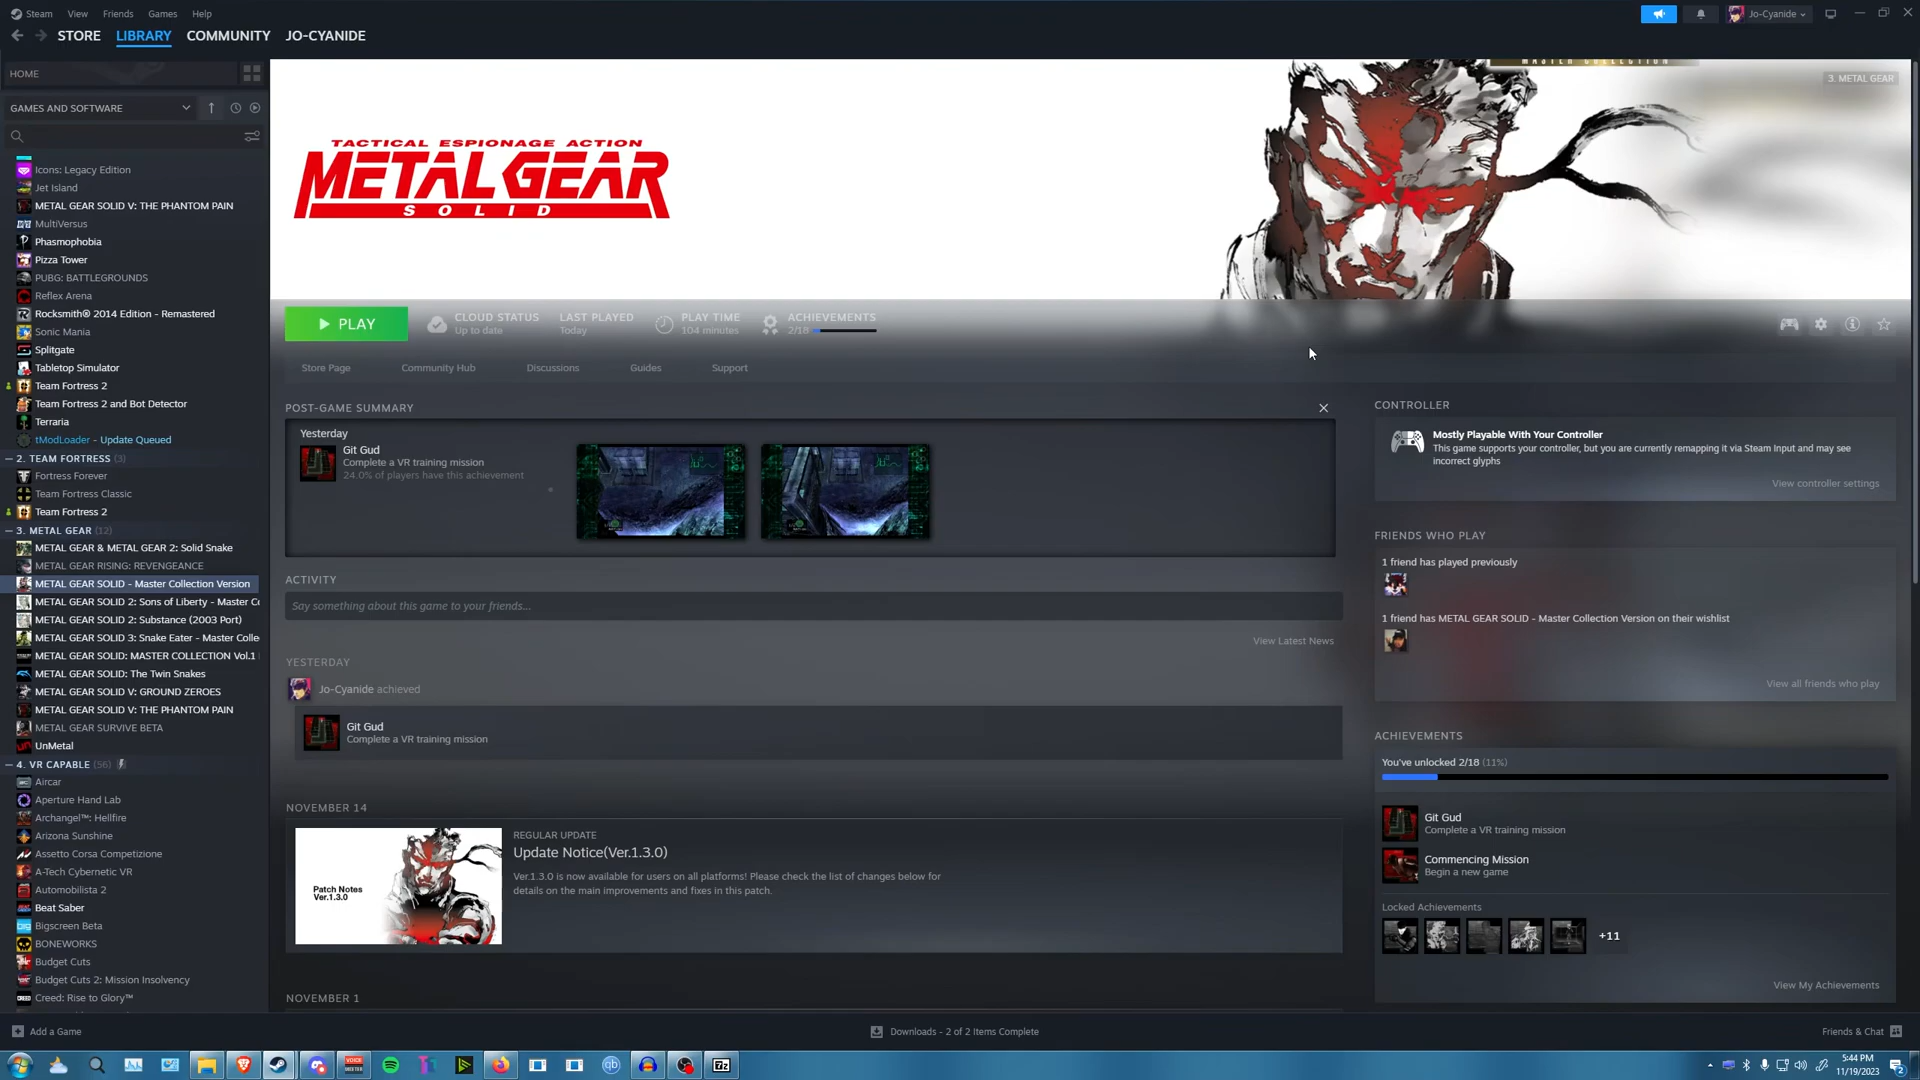 Steam View Friends Games Help
Jo-Cyanide
STORE LIBRARY COMMUNITY JO-CYANIDE
HOME
GAMES AND SOFTWARE
Icons: Legacy Edition
Jet Island
METAL GEAR SOLID V: THE PHANTOM PAIN
MultiVersus
Phasmophobia
Pizza Tower
PUBG: BATTLEGROUNDS
Reflex Arena
Rocksmith® 2014 Edition - Remastered
Sonic Mania
Splitgate
Tabletop Simulator
Team Fortress 2
Team Fortress 2 and Bot Detector
Terraria
tModLoader - Update Queued
2. TEAM FORTRESS (3)
Fortress Forever
Team Fortress Classic
Team Fortress 2
3. METAL GEAR (12)
METAL GEAR & METAL GEAR 2: Solid Snake
METAL GEAR RISING: REVENGEANCE
METAL GEAR SOLID - Master Collection Version
METAL GEAR SOLID 2: Sons of Liberty - Master Co
METAL GEAR SOLID 2: Substance (2003 Port)
METAL GEAR SOLID 3: Snake Eater - Master Colle
METAL GEAR SOLID: MASTER COLLECTION Vol.1
METAL GEAR SOLID: The Twin Snakes
METAL GEAR SOLID V: GROUND ZEROES
METAL GEAR SOLID V: THE PHANTOM PAIN
METAL GEAR SURVIVE BETA
UnMetal
4. VR CAPABLE (56)
Aircar
Aperture Hand Lab
Archangel™: Hellfire
Arizona Sunshine
Assetto Corsa Competizione
A-Tech Cybernetic VR
Automobilista 2
Beat Saber
Bigscreen Beta
BONEWORKS
Budget Cuts
Budget Cuts 2: Mission Insolvency
Creed: Rise to Glory™
Add a Game
MASTER COLLECTION
3. METAL GEAR
TACTICAL ESPIONAGE ACTION
METAL GEAR
SOLID
PLAY
CLOUD STATUS
Up to date
LAST PLAYED
Today
PLAY TIME
104 minutes
ACHIEVEMENTS
2/18
Store Page Community Hub Discussions Guides Support
POST-GAME SUMMARY
Yesterday
Git Gud
Complete a VR training mission
24.0% of players have this achievement
ACTIVITY
Say something about this game to your friends...
View Latest News
YESTERDAY
Jo-Cyanide achieved
Git Gud
Complete a VR training mission
NOVEMBER 14
Patch Notes
Ver.1.3.0
REGULAR UPDATE
Update Notice(Ver.1.3.0)
Ver.1.3.0 is now available for users on all platforms! Please check the list of changes below for
details on the main improvements and fixes in this patch.
NOVEMBER 1
CONTROLLER
Mostly Playable With Your Controller
This game supports your controller, but you are currently remapping it via Steam Input and may see
incorrect glyphs
View controller settings
FRIENDS WHO PLAY
1 friend has played previously
1 friend has METAL GEAR SOLID - Master Collection Version on their wishlist
View all friends who play
ACHIEVEMENTS
You've unlocked 2/18 (11%)
Git Gud
Complete a VR training mission
Commencing Mission
Begin a new game
Locked Achievements
+11
View My Achievements
Downloads - 2 of 2 Items Complete
Friends & Chat
5:44 PM
11/19/2023